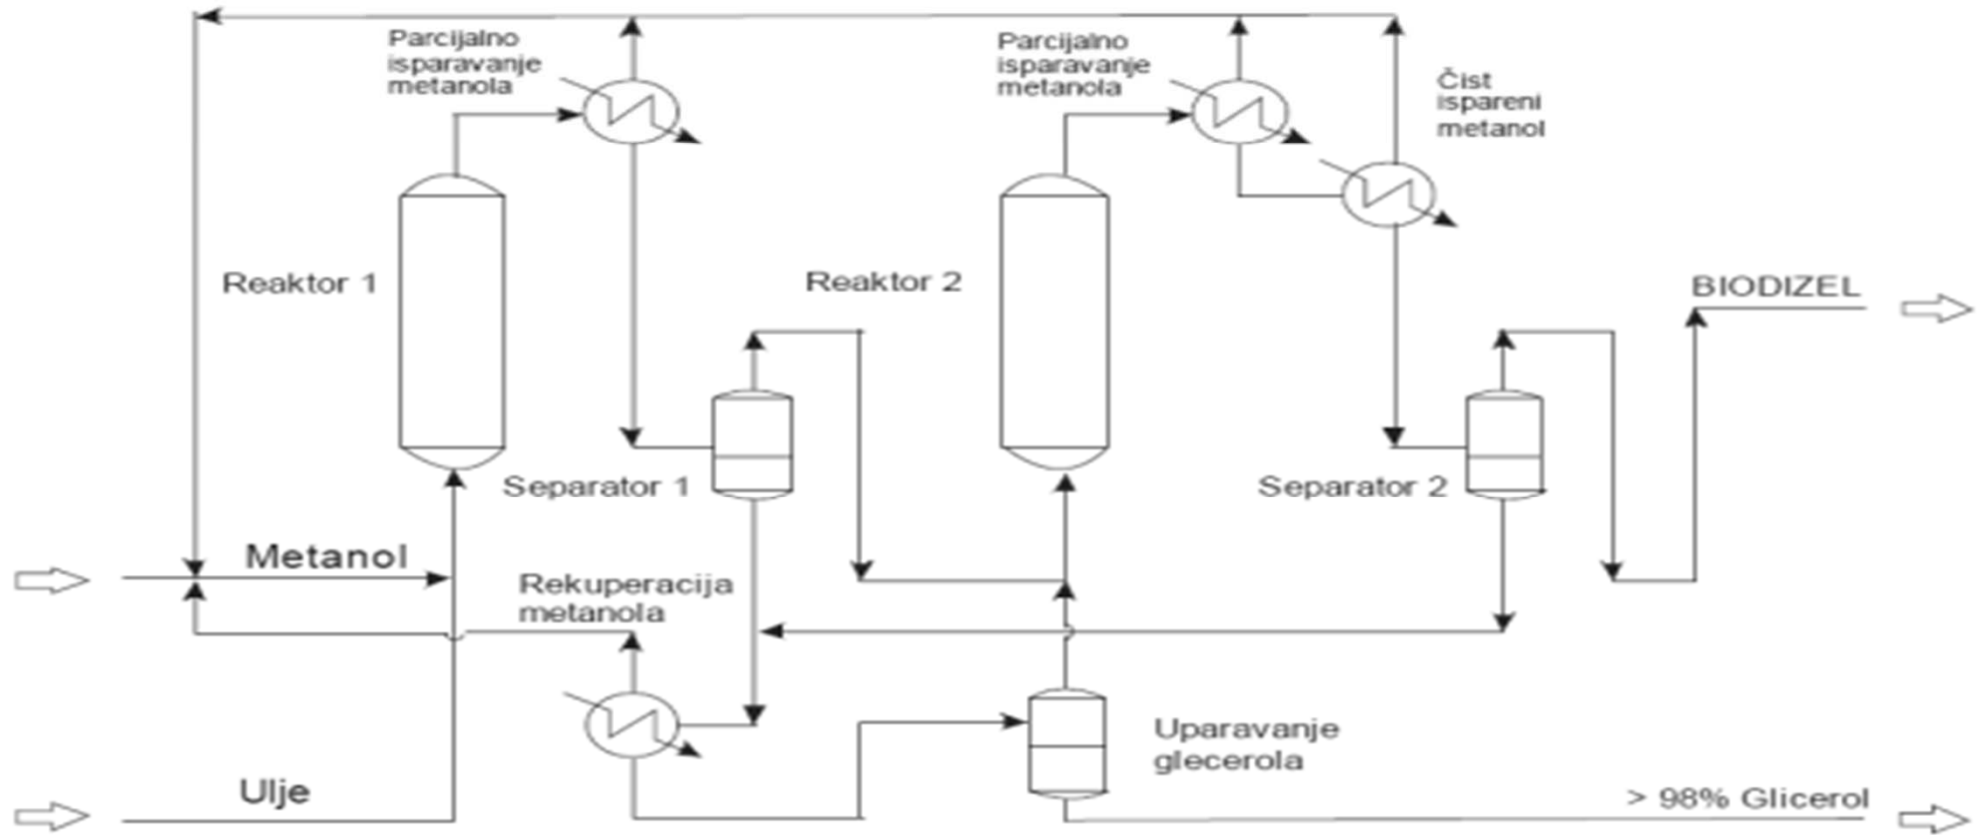 Parcijalno
isparavanje
metanola
Parcijalno
isparavanje
metanola
Čist
ispareni
metanol
Reaktor 1
Reaktor 2
BIODIZEL
Separator 1
Separator 2
Metanol
Rekuperacija
metanola
Uparavanje
glecerola
Ulje
> 98% Glicerol